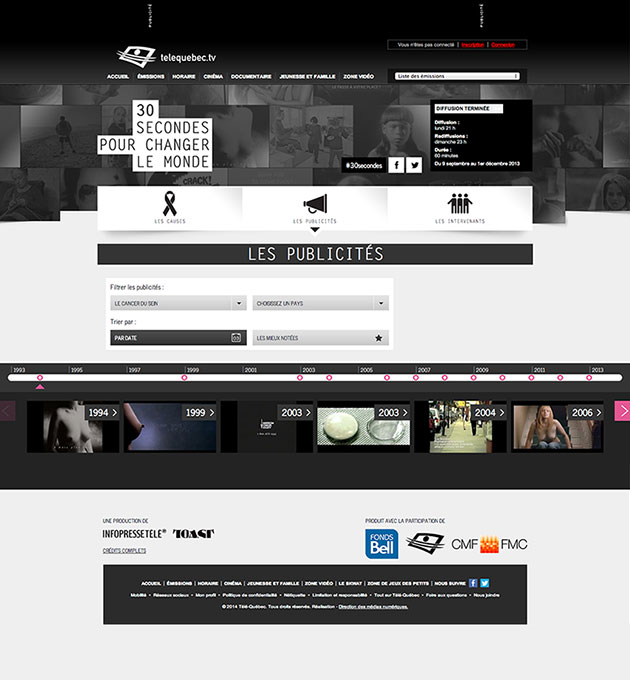 PUBLICITÉ
PUBLICITÉ
telequebec.tv
Vous n'êtes pas connecté | Inscription | Connexion
ACCUEIL | ÉMISSIONS | HORAIRE | CINÉMA | DOCUMENTAIRE | JEUNESSE ET FAMILLE | ZONE VIDÉO
Liste des émissions
30
SECONDES
POUR CHANGER
LE MONDE
CRACK!
DIFFUSION TERMINÉE
Diffusion :
lundi 21 h
Rediffusions :
dimanche 23 h
Durée :
60 minutes
Du 9 septembre au 1er décembre 2013
#30secondes
LES CAUSES
LES PUBLICITÉS
LES INTERVENANTS
LES PUBLICITÉS
Filtrer les publicités :
LE CANCER DU SEIN
CHOISISSEZ UN PAYS
Trier par :
PAR DATE
LES MIEUX NOTÉES
1993 1995 1997 1999 2001 2003 2005 2007 2009 2011 2013
1994 1999 2003 2003 2004 2006
UNE PRODUCTION DE
INFOPRESSETÉLÉ TOAST
CRÉDITS COMPLETS
PRODUIT AVEC LA PARTICIPATION DE
FONDS
Bell
CMF FMC
ACCUEIL | ÉMISSIONS | HORAIRE | CINÉMA | JEUNESSE ET FAMILLE | ZONE VIDÉO | LE SKWAT | ZONE DE JEUX DES PETITS | NOUS SUIVRE
Mobilité • Réseaux sociaux • Mon profil • Politique de confidentialité • Nétiquette • Limitation et responsabilité • Tout sur Télé-Québec • Foire aux questions • Nous joindre
© 2014 Télé-Québec. Tous droits réservés. Réalisation : Direction des médias numériques.